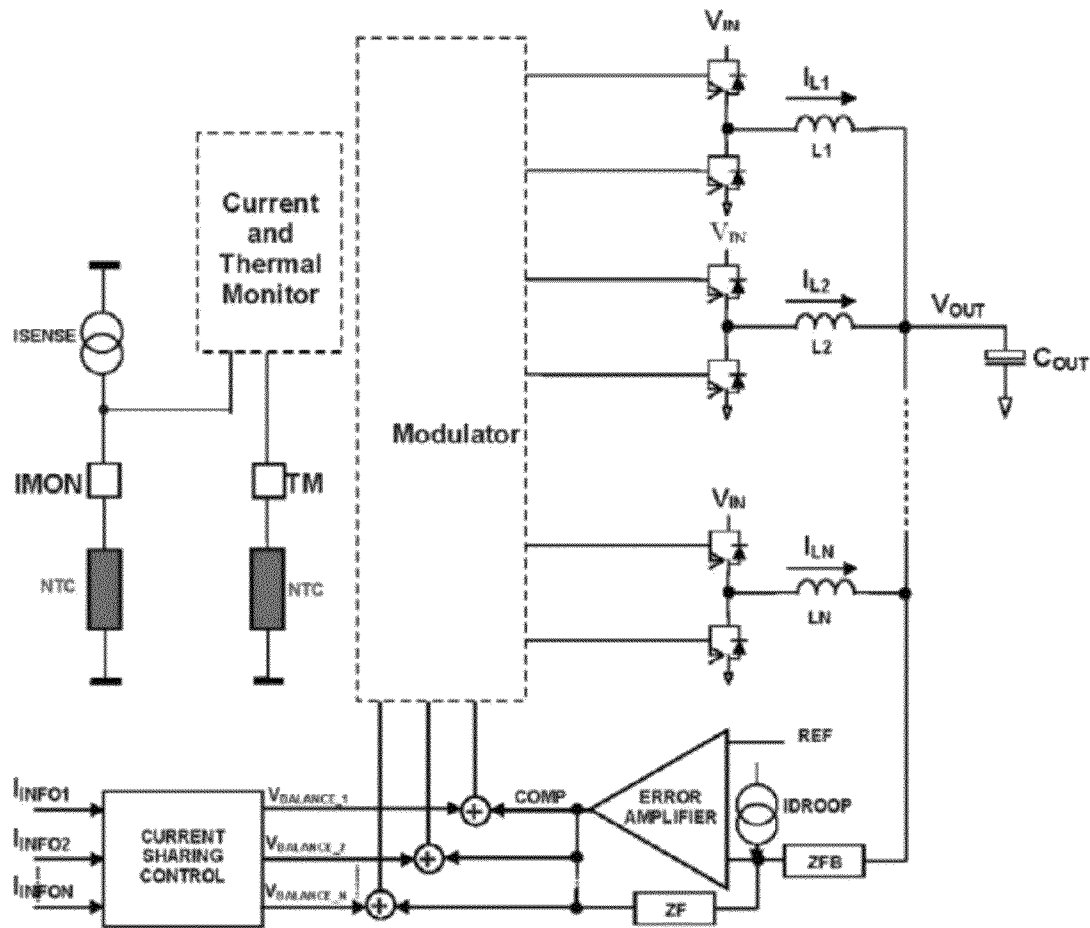 VIN
IL1
L1
Current
and
Thermal
Monitor
VIN
IL2
L2
VOUT
COUT
ISENSE
Modulator
IMON
TM
VIN
ILN
LN
NTC
NTC
REF
IINFO1
VBALANCE_1
COMP
ERROR
AMPLIFIER
IDROOP
CURRENT
SHARING
CONTROL
IINFO2
VBALANCE_2
ZFB
IINFON
VBALANCE_N
ZF